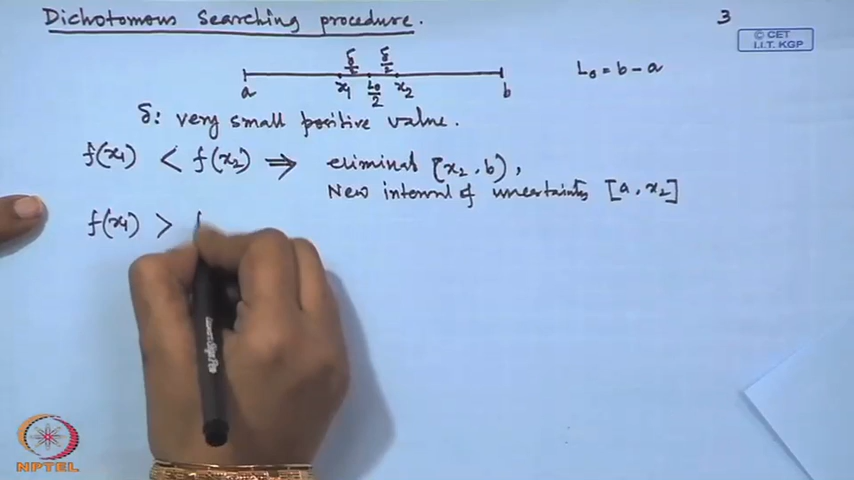 Dichotomous Searching procedure.
3
© CET
I.I.T. KGP
δ/2 δ/2
a x₁ L₀/2 x₂ b
L₀ = b - a
δ: very small positive value.
f(x₁) < f(x₂) ⇒ eliminal [x₂, b),
New interval of uncertainty [a, x₂]
f(x₁) >
NPTEL